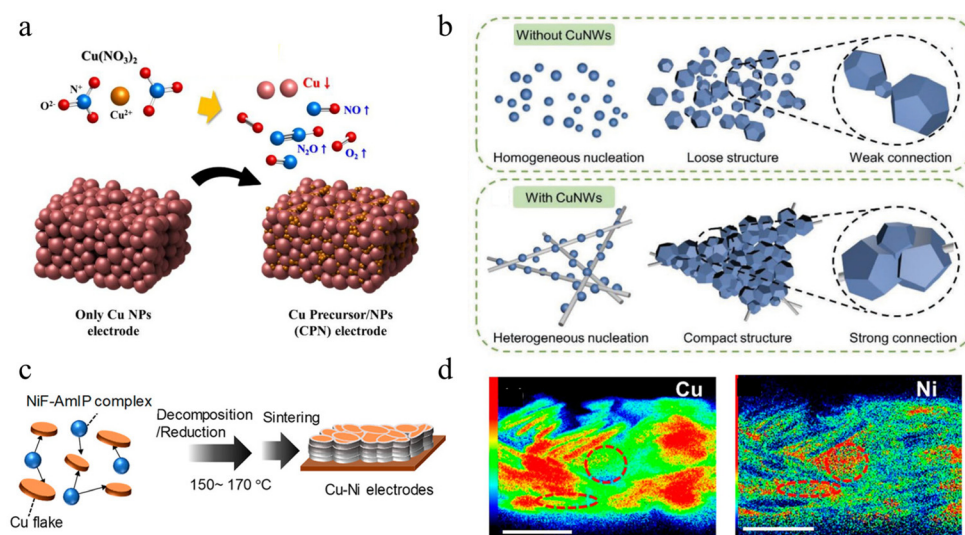 a
Cu(NO₃)₂
N⁺
O²⁻
Cu²⁺
Cu↓
NO↑
N₂O↑
O₂↑
Only Cu NPs
electrode
Cu Precursor/NPs
(CPN) electrode
b
Without CuNWs
Homogeneous nucleation
Loose structure
Weak connection
With CuNWs
Heterogeneous nucleation
Compact structure
Strong connection
c
NiF-AmIP complex
Cu flake
Decomposition
/Reduction
Sintering
150~ 170 °C
Cu-Ni electrodes
d
Cu
Ni